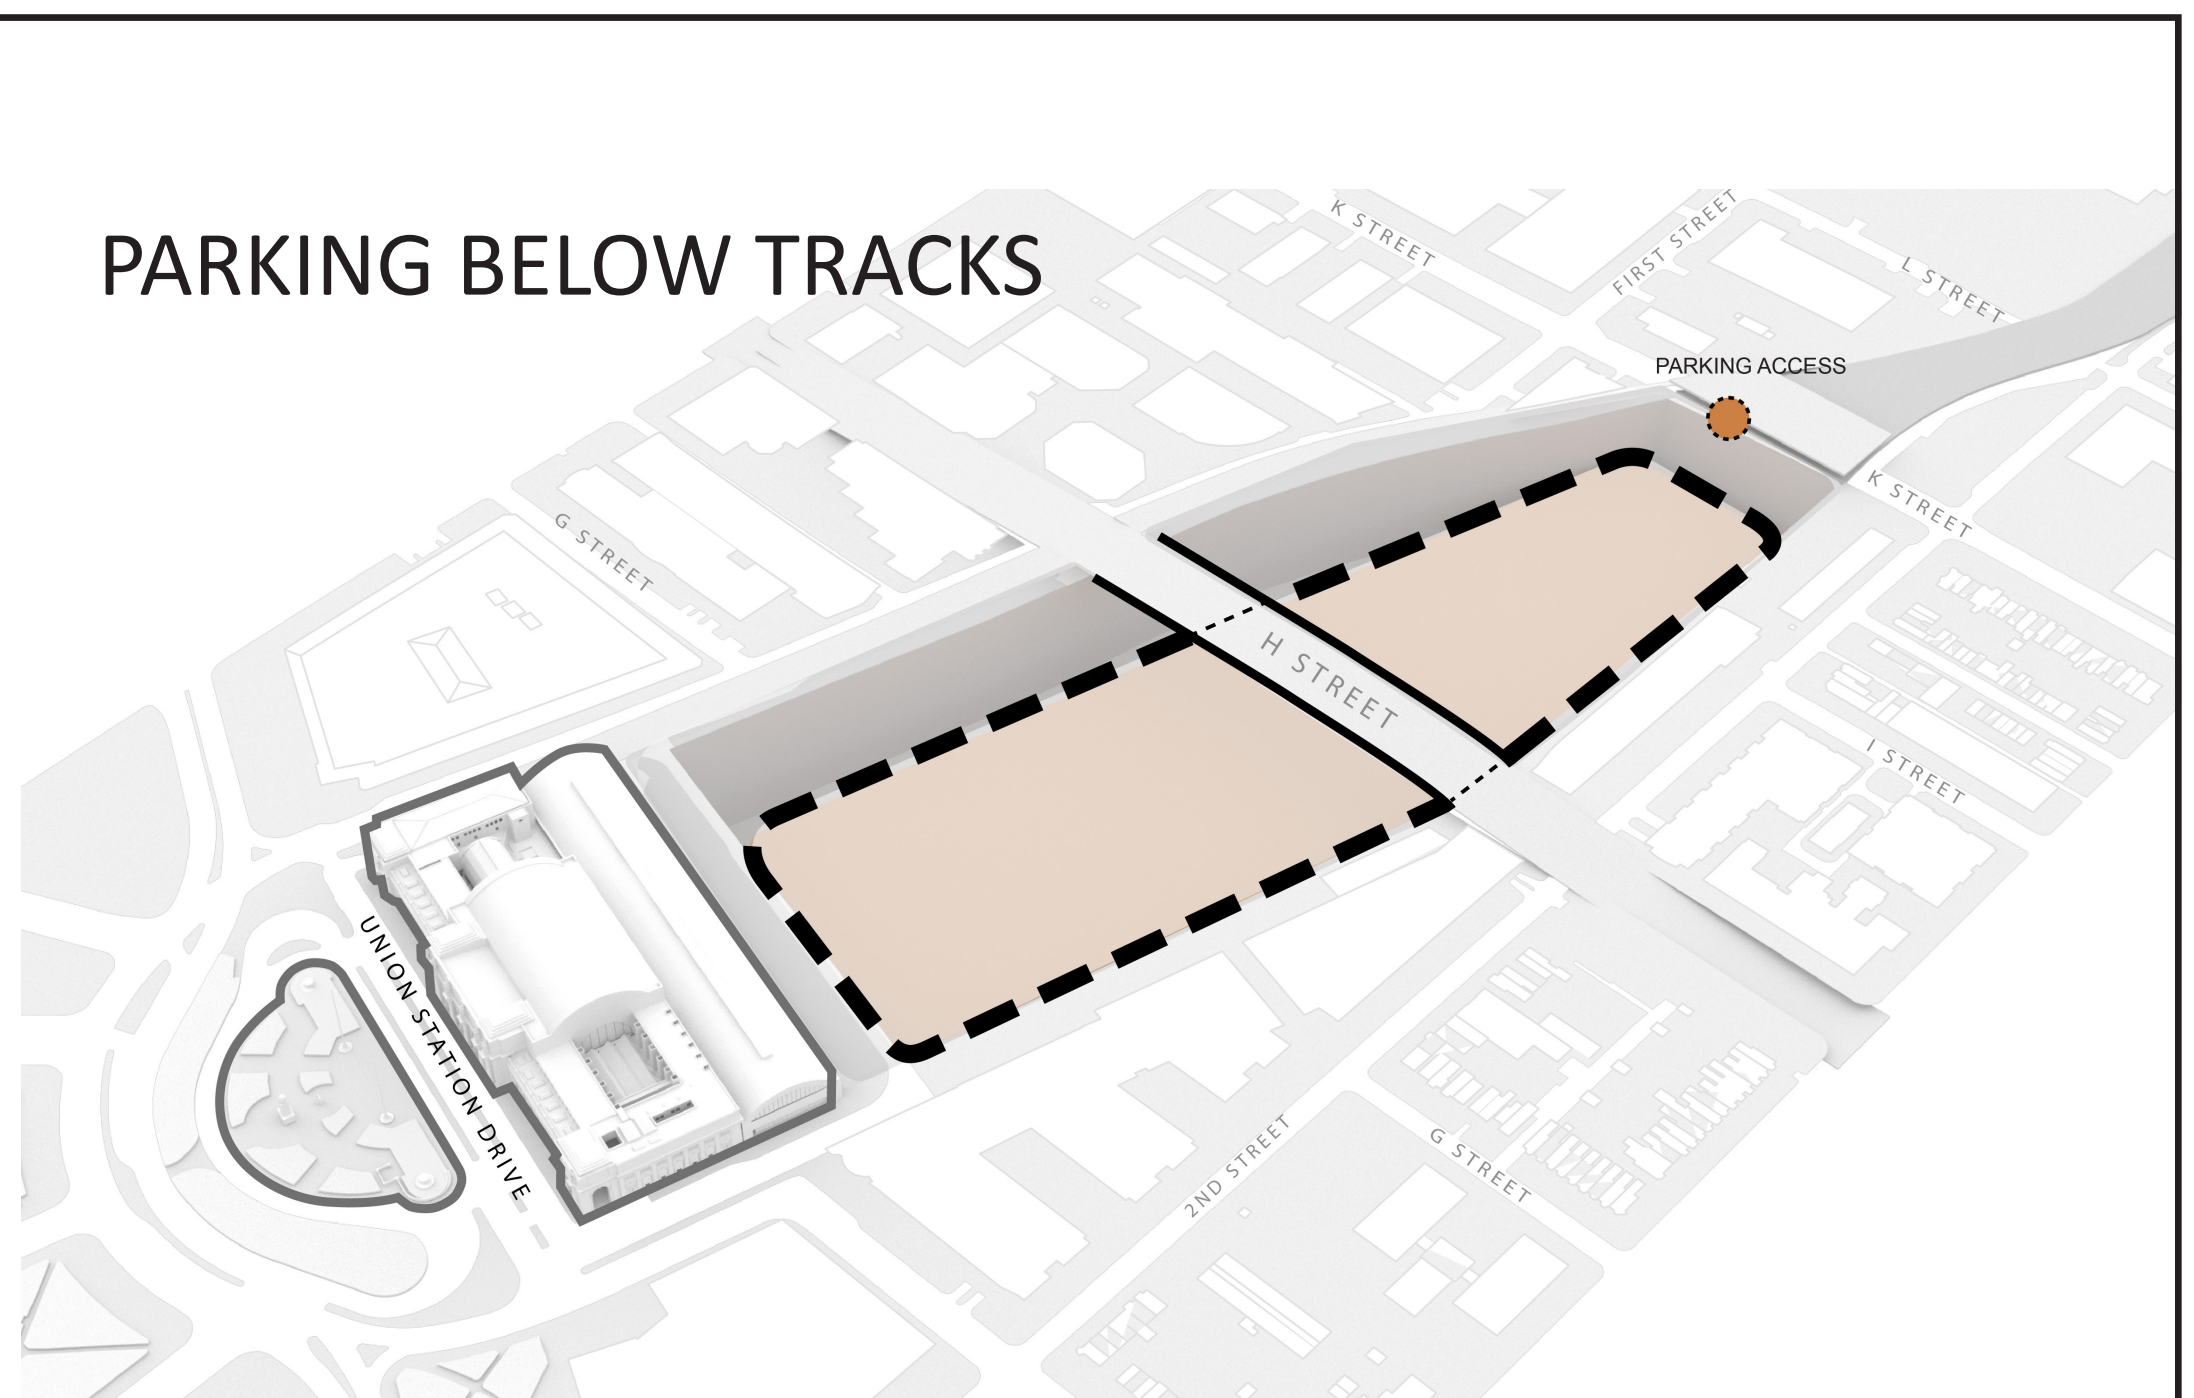 PARKING BELOW TRACKS
K STREET
FIRST STREET
L STREET
PARKING ACCESS
K STREET
G STREET
H STREET
I STREET
UNION STATION DRIVE
2ND STREET
G STREET